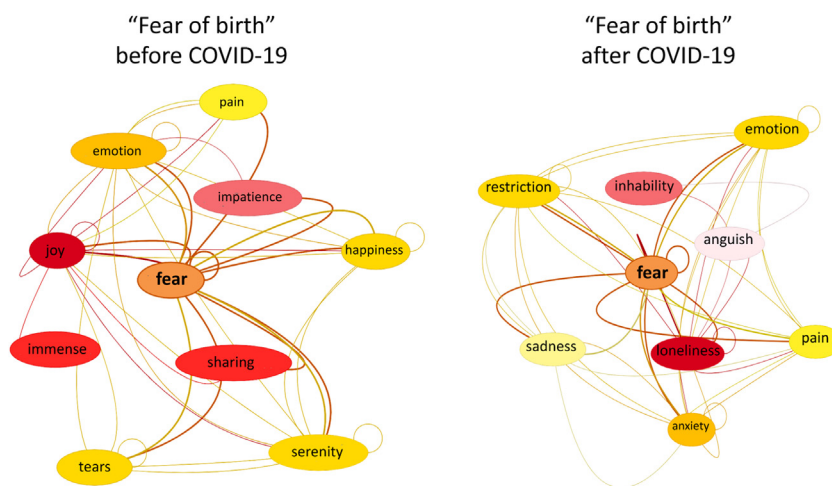 “Fear of birth”
before COVID-19
pain
emotion
impatience
joy
happiness
fear
immense
sharing
serenity
tears
“Fear of birth”
after COVID-19
emotion
restriction
inhability
anguish
fear
pain
sadness
loneliness
anxiety